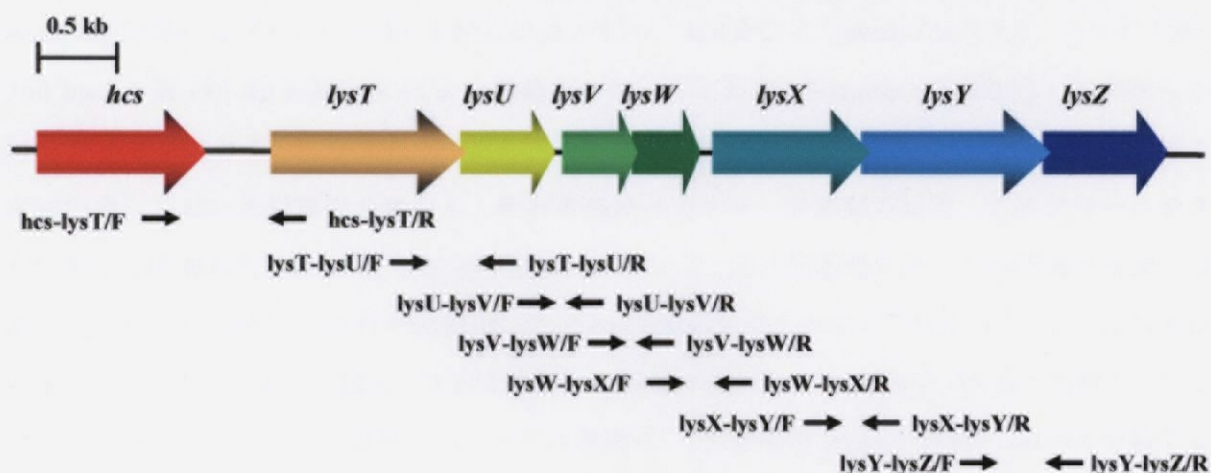 0.5 kb
hcs lysT lysU lysV lysW lysX lysY lysZ
hcs-lysT/F hcs-lysT/R
lysT-lysU/F lysT-lysU/R
lysU-lysV/F lysU-lysV/R
lysV-lysW/F lysV-lysW/R
lysW-lysX/F lysW-lysX/R
lysX-lysY/F lysX-lysY/R
lysY-lysZ/F lysY-lysZ/R